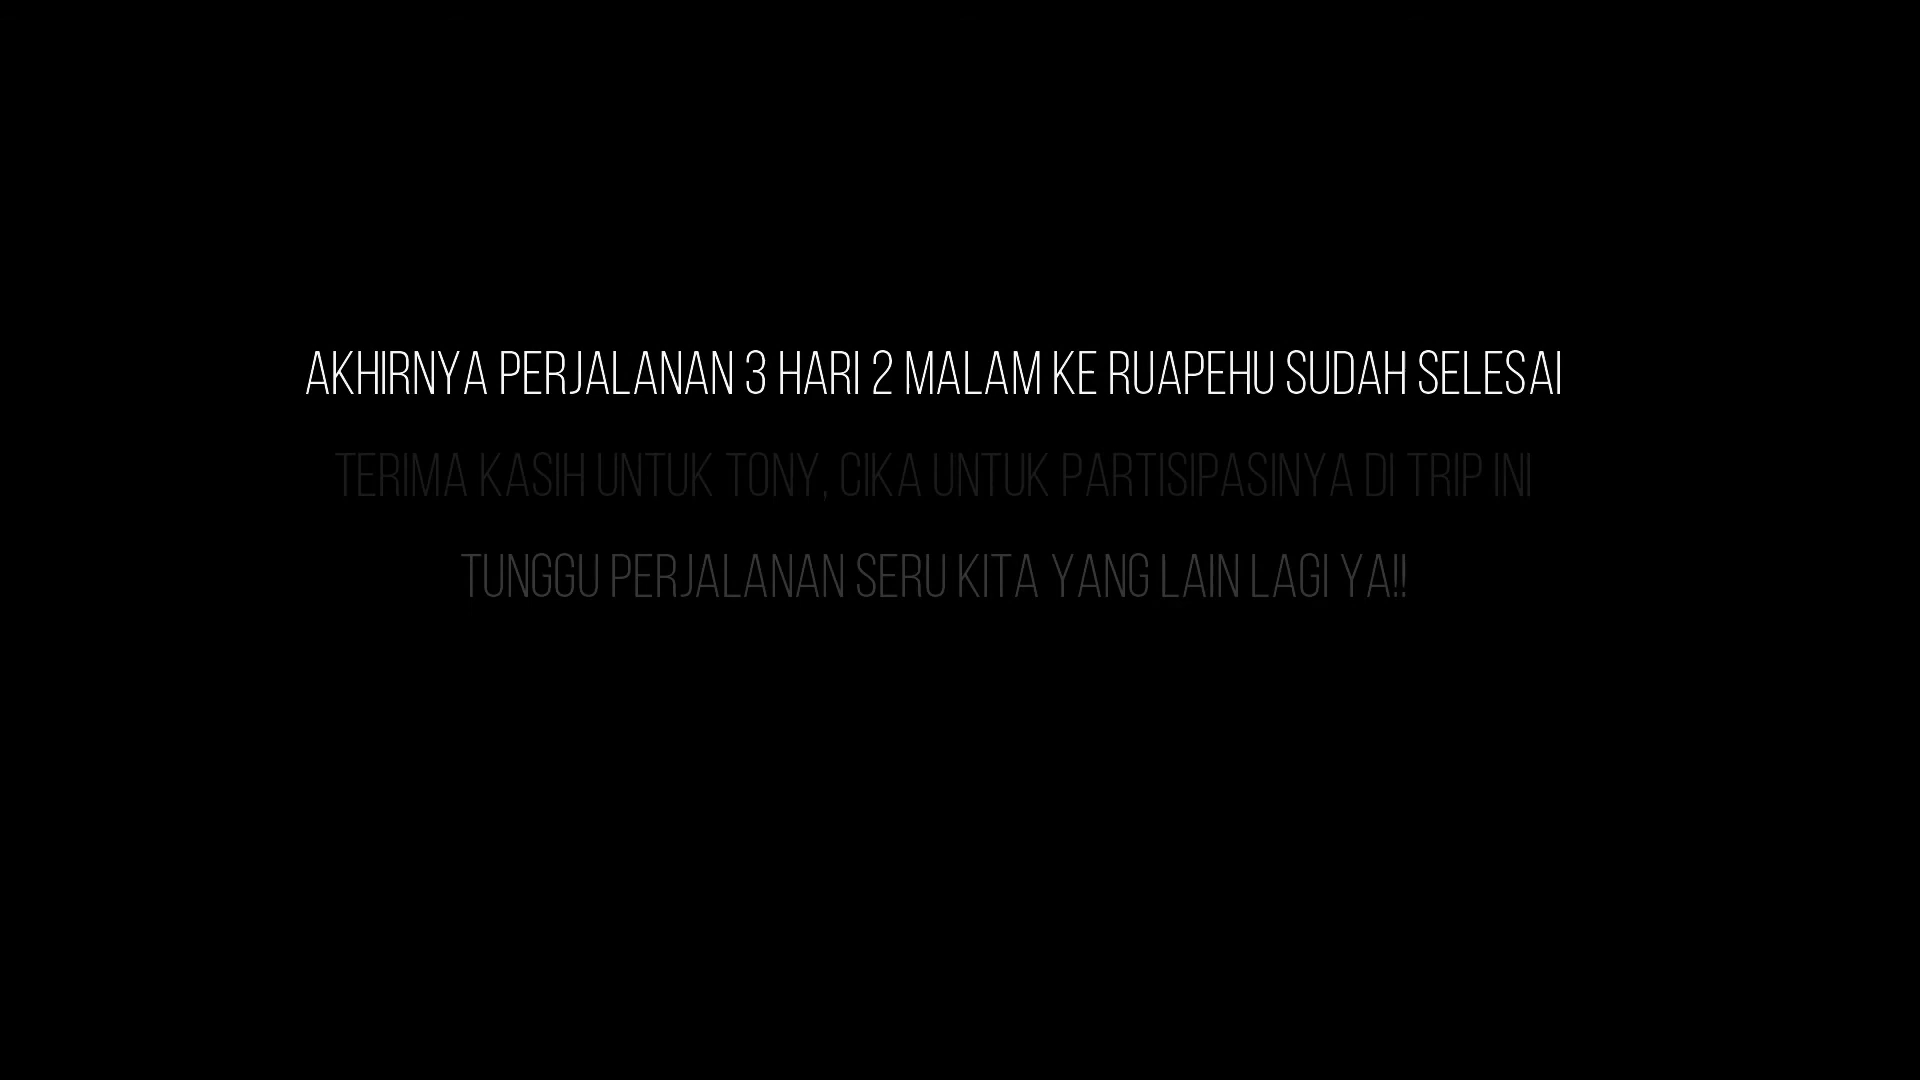 AKHIRNYA PERJALANAN 3 HARI 2 MALAM KE RUAPEHU SUDAH SELESAI
TERIMA KASIH UNTUK TONY, CIKA UNTUK PARTISIPASINYA DI TRIP INI
TUNGGU PERJALANAN SERU KITA YANG LAIN LAGI YA!!